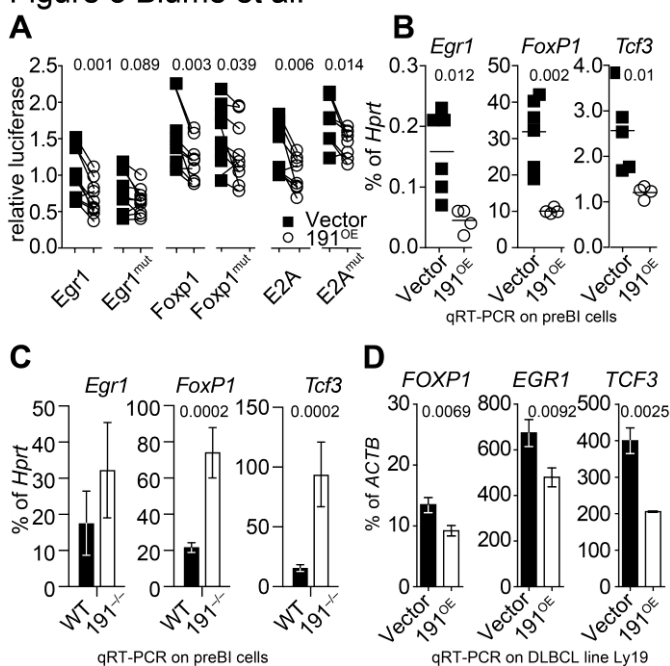 Figure 3 Blume et al.
A
0.001 0.089 0.003 0.039 0.006 0.014
relative luciferase
2.5
2.0
1.5
1.0
0.5
0.0
Vector
191OE
Egr1 Egr1mut Foxp1 Foxp1mut E2A E2Amut
B
Egr1 FoxP1 Tcf3
0.012 0.002 0.01
% of Hprt
0.3
0.2
0.1
0.0
50
40
30
20
10
0
4.0
3.0
2.0
1.0
0.0
Vector 191OE Vector 191OE Vector 191OE
qRT-PCR on preBI cells
C
Egr1 FoxP1 Tcf3
0.0002 0.0002
% of Hprt
50
40
30
20
10
0
100
80
60
40
20
0
150
100
50
0
WT 191-/- WT 191-/- WT 191-/-
qRT-PCR on preBI cells
D
FOXP1 EGR1 TCF3
0.0069 0.0092 0.0025
% of ACTB
30
20
10
0
800
600
400
200
0
500
400
300
200
100
0
Vector 191OE Vector 191OE Vector 191OE
qRT-PCR on DLBCL line Ly19